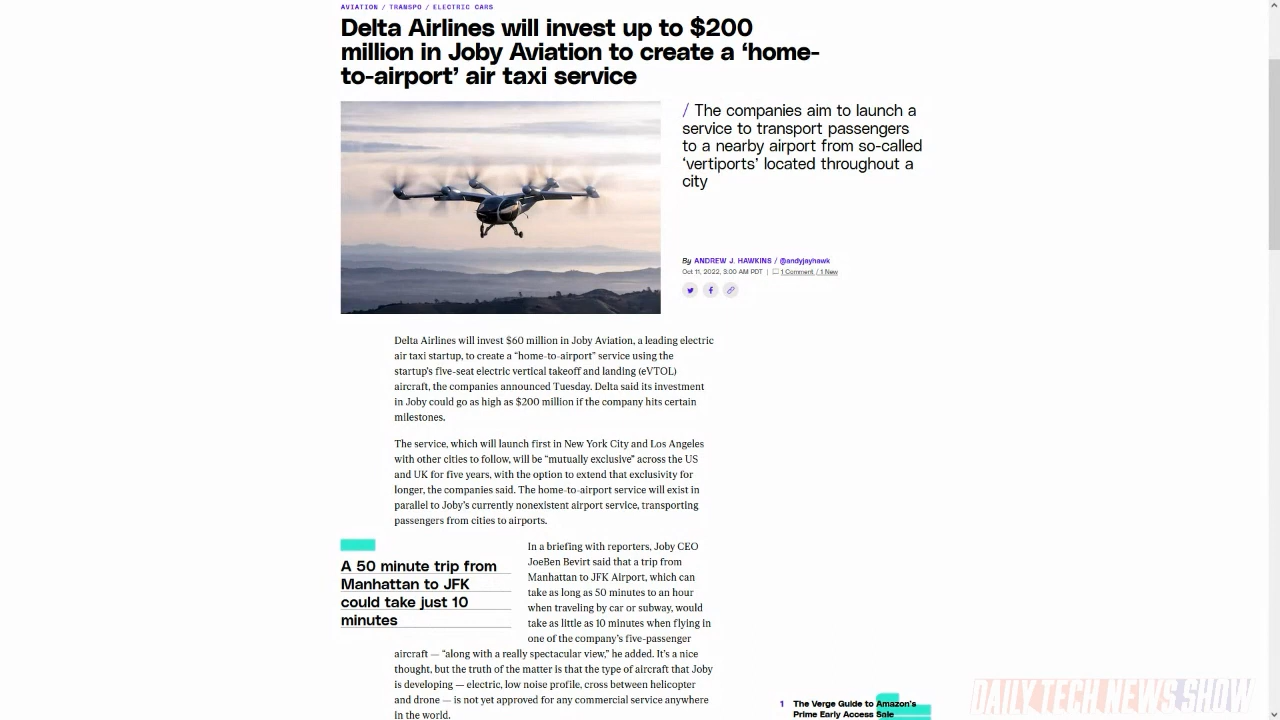 AVIATION / TRANSPO / ELECTRIC CARS
Delta Airlines will invest up to $200
million in Joby Aviation to create a ‘home-
to-airport’ air taxi service
/ The companies aim to launch a
service to transport passengers
to a nearby airport from so-called
‘vertiports’ located throughout a
city
By ANDREW J. HAWKINS / @andyjayhawk
Oct 11, 2022, 3:00 AM PDT | 1 Comment / 1 New
Delta Airlines will invest $60 million in Joby Aviation, a leading electric
air taxi startup, to create a “home-to-airport” service using the
startup’s five-seat electric vertical takeoff and landing (eVTOL)
aircraft, the companies announced Tuesday. Delta said its investment
in Joby could go as high as $200 million if the company hits certain
milestones.
The service, which will launch first in New York City and Los Angeles
with other cities to follow, will be “mutually exclusive” across the US
and UK for five years, with the option to extend that exclusivity for
longer, the companies said. The home-to-airport service will exist in
parallel to Joby’s currently nonexistent airport service, transporting
passengers from cities to airports.
A 50 minute trip from
Manhattan to JFK
could take just 10
minutes
In a briefing with reporters, Joby CEO
JoeBen Bevirt said that a trip from
Manhattan to JFK Airport, which can
take as long as 50 minutes to an hour
when traveling by car or subway, would
take as little as 10 minutes when flying in
one of the company’s five-passenger
aircraft — “along with a really spectacular view,” he added. It’s a nice
thought, but the truth of the matter is that the type of aircraft that Joby
is developing — electric, low noise profile, cross between helicopter
and drone — is not yet approved for any commercial service anywhere
in the world.
1 The Verge Guide to Amazon’s
Prime Early Access Sale
DAILY TECH NEWS SHOW